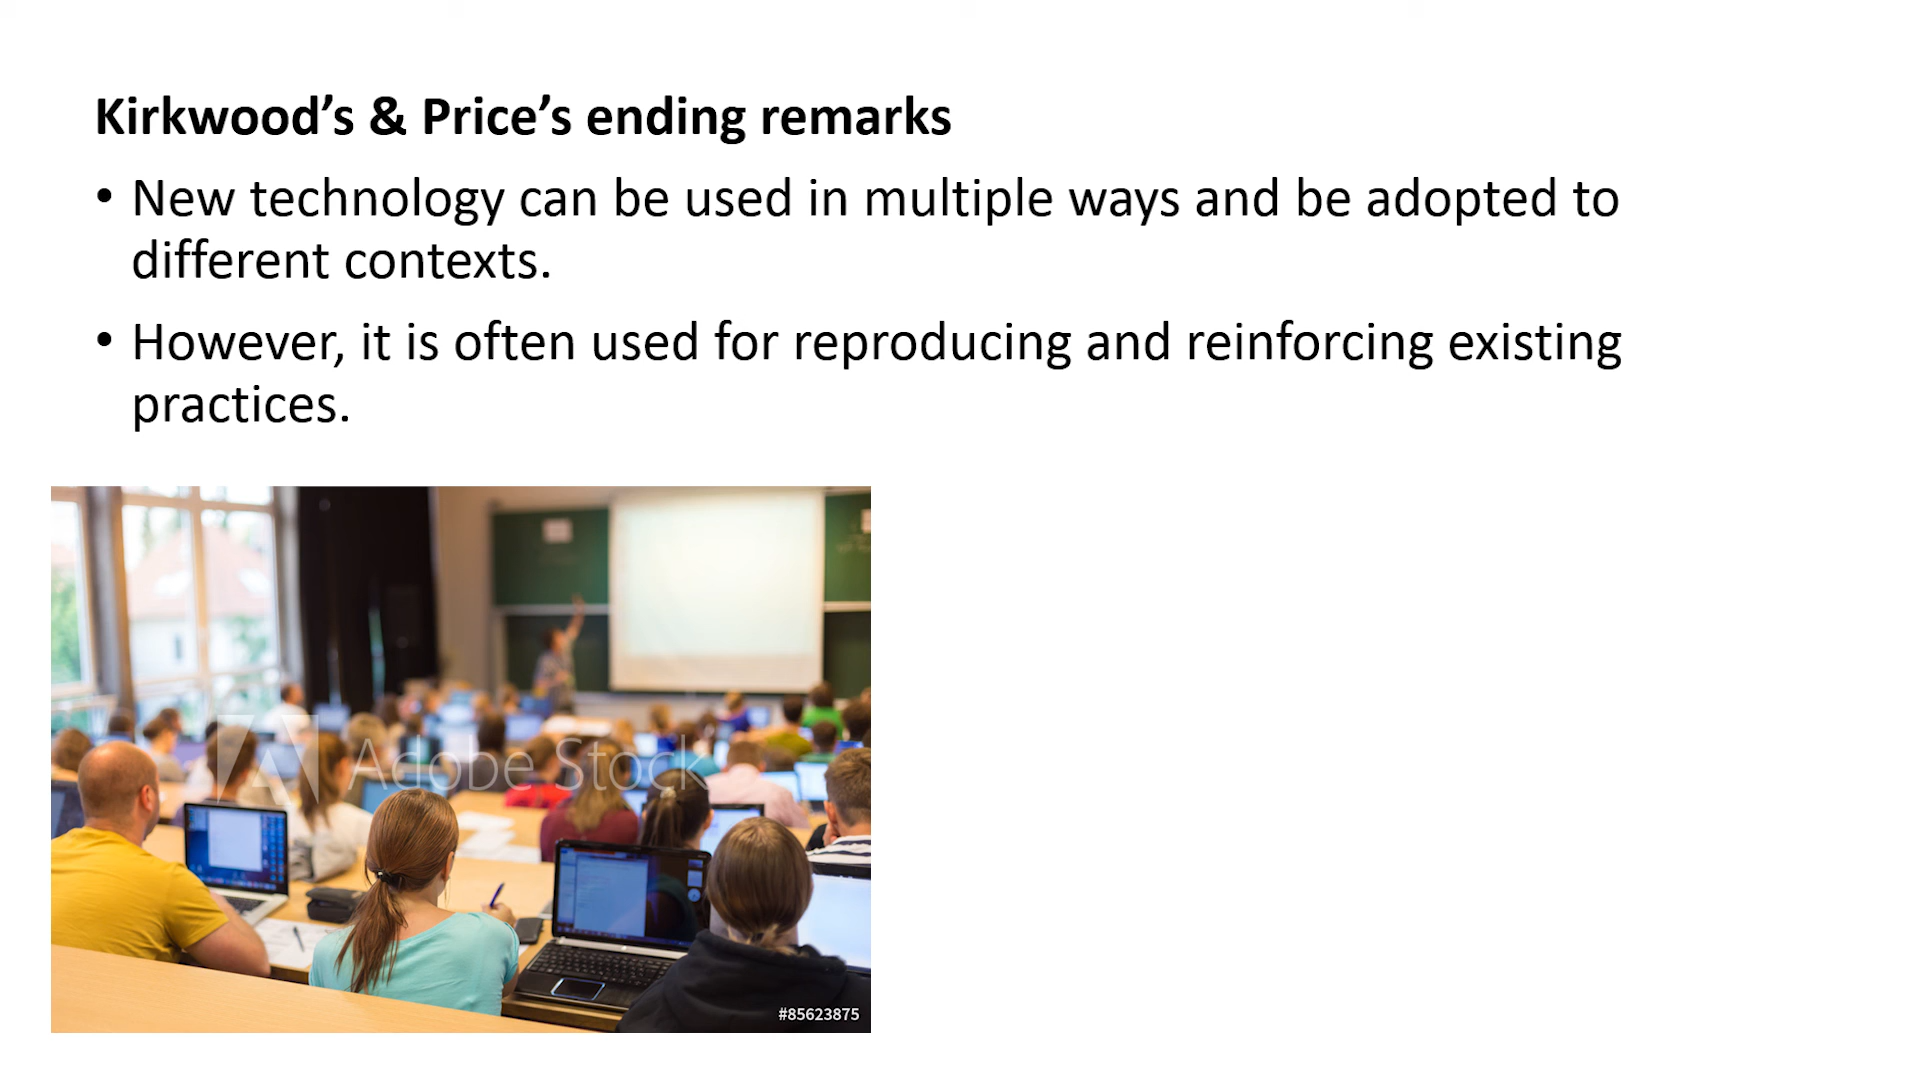 Kirkwood’s & Price’s ending remarks
• New technology can be used in multiple ways and be adopted to
different contexts.
• However, it is often used for reproducing and reinforcing existing
practices.
Adobe Stock
#85623875